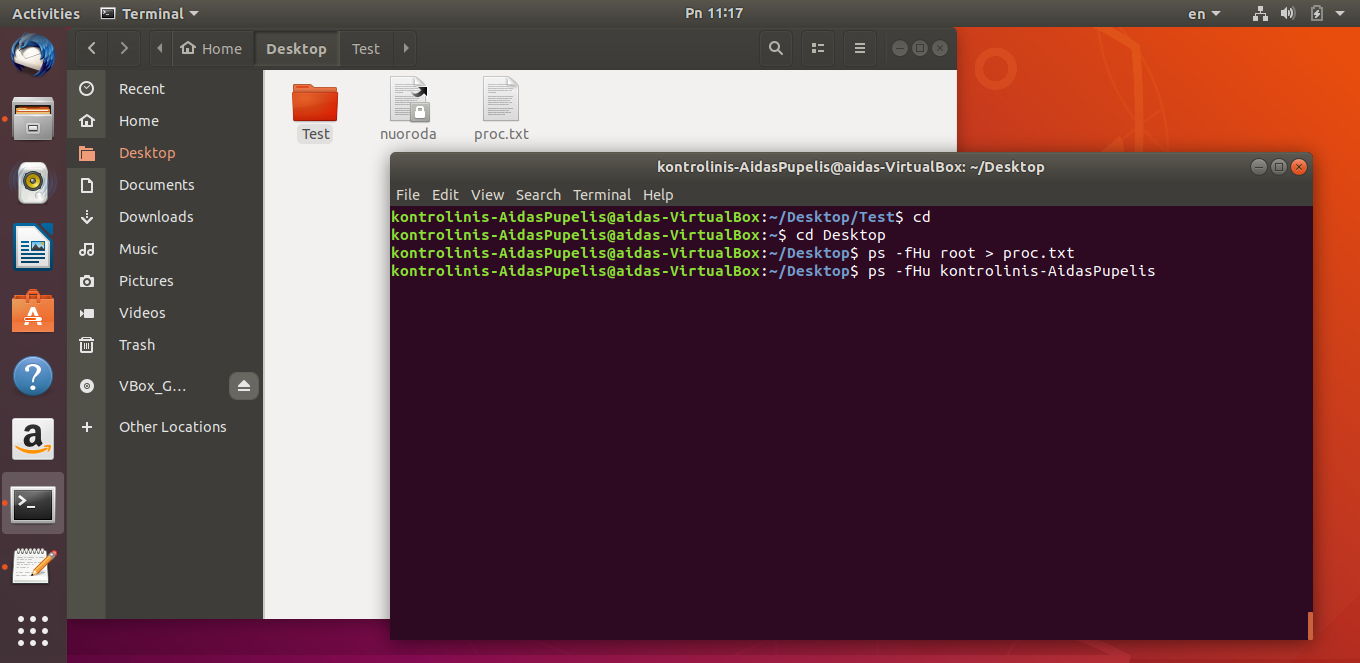 Activities Terminal Pn 11:17 en
Home Desktop Test
Recent
Home
Desktop
Documents
Downloads
Music
Pictures
Videos
Trash
VBox_G…
Other Locations
Test nuoroda proc.txt
kontrolinis-AidasPupelis@aidas-VirtualBox: ~/Desktop
File Edit View Search Terminal Help
kontrolinis-AidasPupelis@aidas-VirtualBox:~/Desktop/Test$ cd
kontrolinis-AidasPupelis@aidas-VirtualBox:~$ cd Desktop
kontrolinis-AidasPupelis@aidas-VirtualBox:~/Desktop$ ps -fHu root > proc.txt
kontrolinis-AidasPupelis@aidas-VirtualBox:~/Desktop$ ps -fHu kontrolinis-AidasPupelis